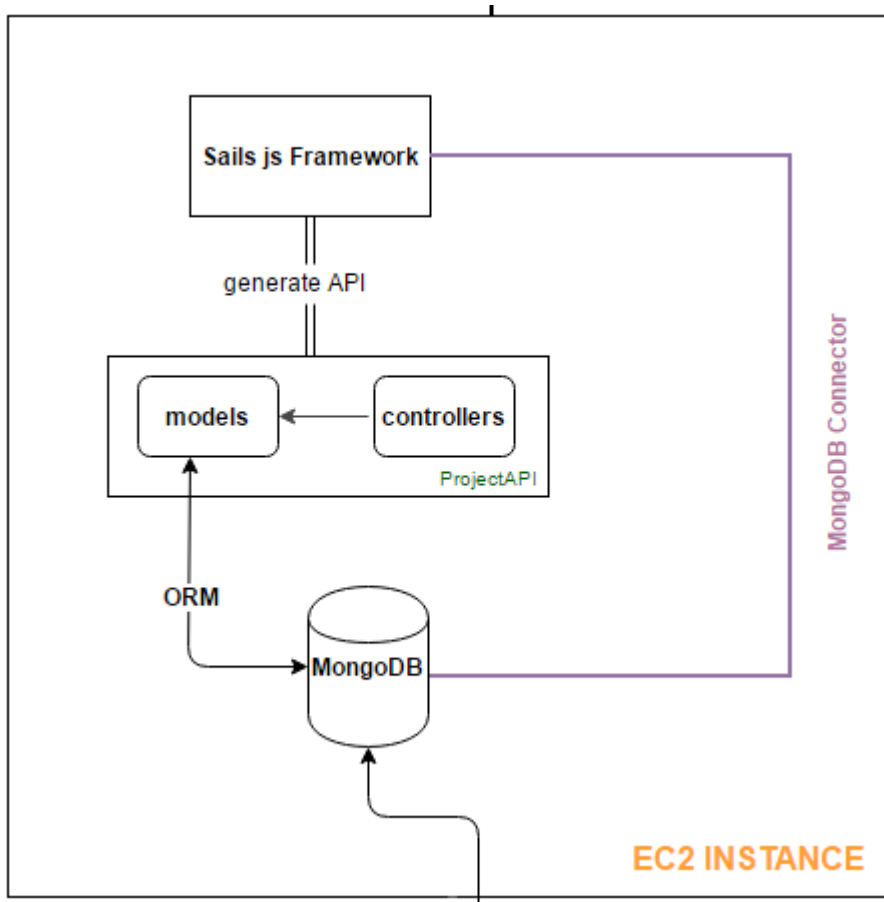 Sails js Framework
generate API
models
controllers
ProjectAPI
MongoDB Connector
ORM
MongoDB
EC2 INSTANCE